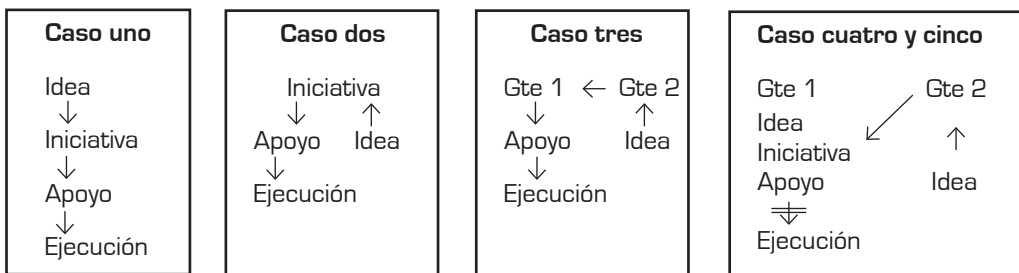 Caso uno
Idea
Iniciativa
Apoyo
Ejecución
Caso dos
Iniciativa
Apoyo Idea
Ejecución
Caso tres
Gte 1 ← Gte 2
Apoyo Idea
Ejecución
Caso cuatro y cinco
Gte 1 Gte 2
Idea
Iniciativa
Apoyo Idea
Ejecución